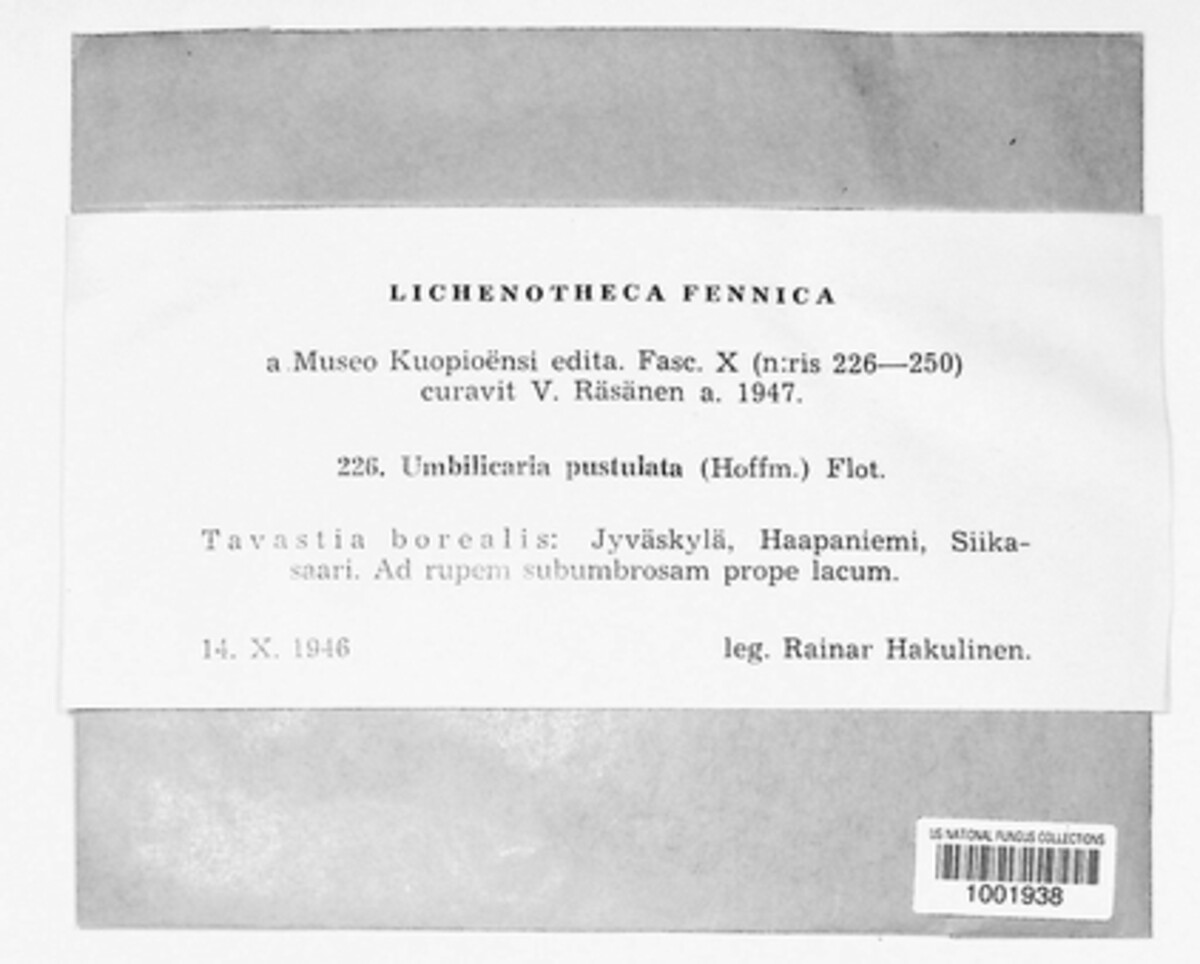 LICHENOTHECA FENNICA
a Museo Kuopioënsi edita. Fasc. X (n:ris 226—250)
curavit V. Räsänen a. 1947.
226. Umbilicaria pustulata (Hoffm.) Flot.
Tavastia borealis: Jyväskylä, Haapaniemi, Siika-
saari. Ad rupem subumbrosam prope lacum.
14. X. 1946 leg. Rainar Hakulinen.
US NATIONAL FUNGUS COLLECTIONS
1001938